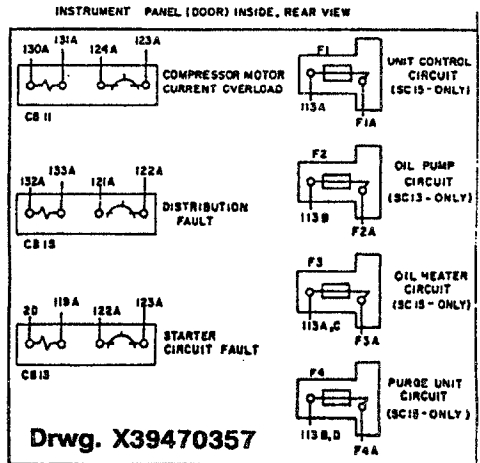 INSTRUMENT PANEL (DOOR) INSIDE, REAR VIEW
130A 131A 124A 123A
COMPRESSOR MOTOR
CURRENT OVERLOAD
CB 11
132A 133A 121A 122A
DISTRIBUTION
FAULT
CB 15
2D 119A 122A 123A
STARTER
CIRCUIT FAULT
CB 13
Drwg. X39470357
F1
113A
F1A
UNIT CONTROL
CIRCUIT
(SC15-ONLY)
F2
113B
F2A
OIL PUMP
CIRCUIT
(SC13-ONLY)
F3
113A,C
F3A
OIL HEATER
CIRCUIT
(SC15-ONLY)
F4
113B,D
F4A
PURGE UNIT
CIRCUIT
(SC15-ONLY)